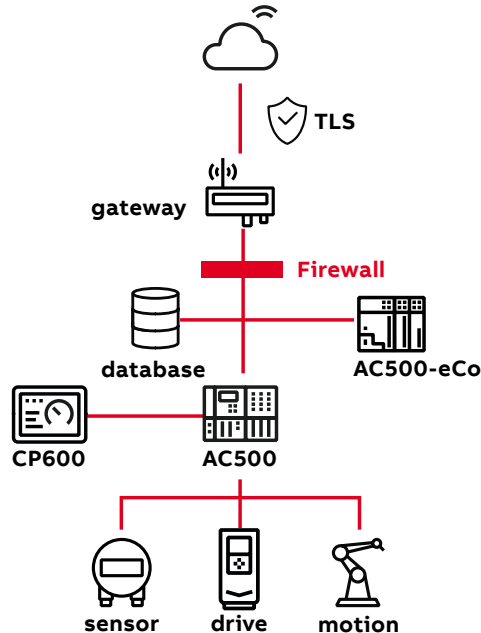 TLS
gateway
Firewall
database
AC500-eCo
CP600
AC500
sensor
drive
motion